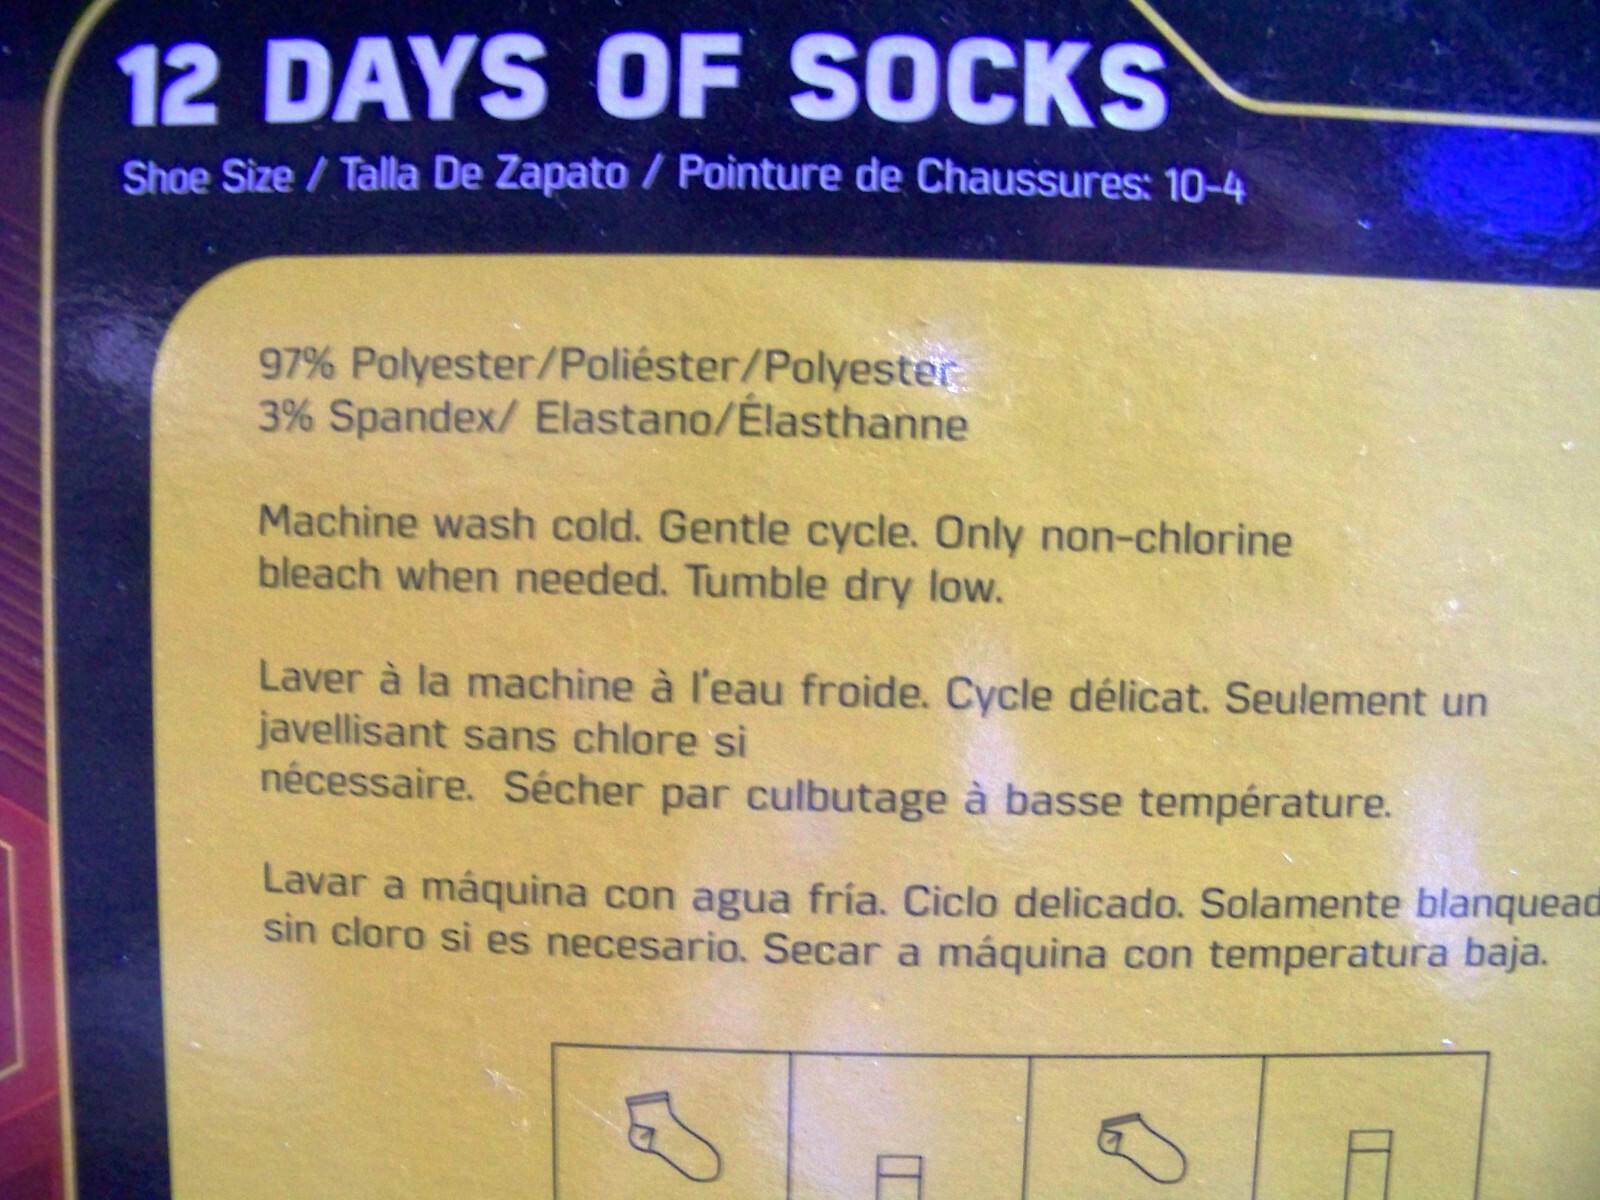 12 DAYS OF SOCKS
Shoe Size / Talla De Zapato / Pointure de Chaussures: 10-4
97% Polyester/Poliéster/Polyester
3% Spandex/ Elastano/Élasthanne
Machine wash cold. Gentle cycle. Only non-chlorine
bleach when needed. Tumble dry low.
Laver à la machine à l'eau froide. Cycle délicat. Seulement un
javellisant sans chlore si
nécessaire. Sécher par culbutage à basse température.
Lavar a máquina con agua fría. Ciclo delicado. Solamente blanquead
sin cloro si es necesario. Secar a máquina con temperatura baja.